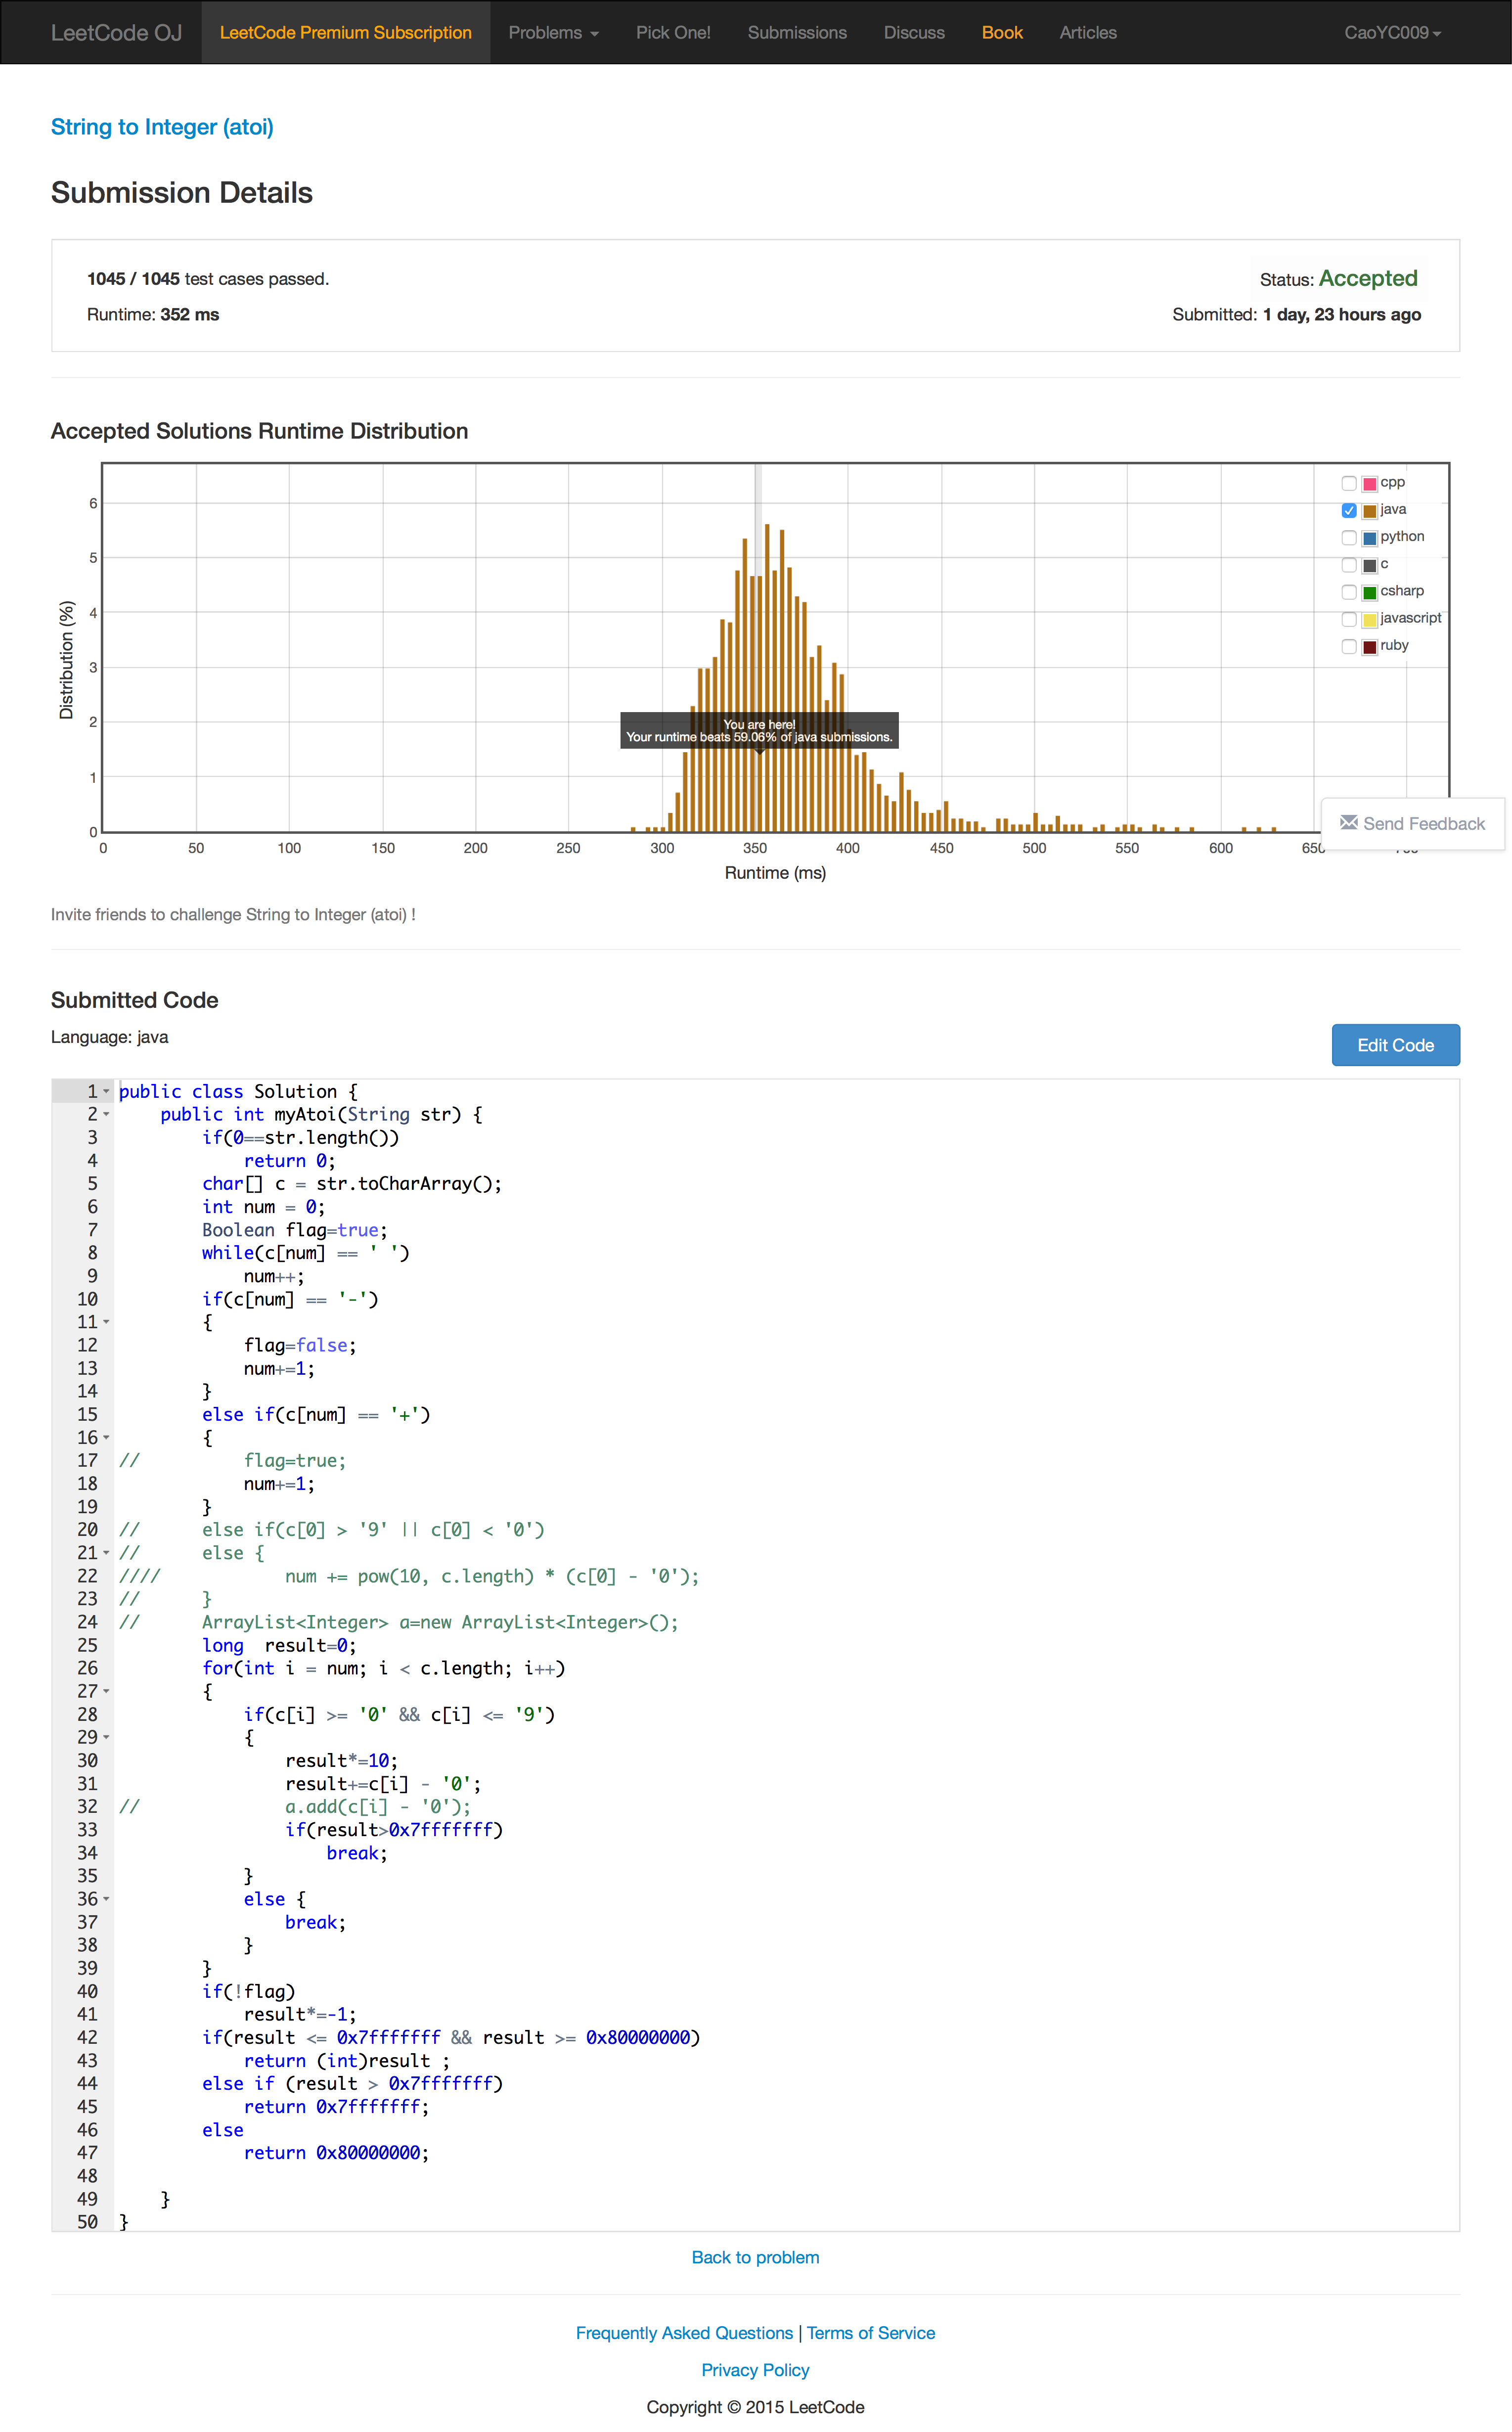 LeetCode OJ LeetCode Premium Subscription Problems Pick One! Submissions Discuss Book Articles CaoYC009
String to Integer (atoi)
Submission Details
1045 / 1045 test cases passed. Status: Accepted
Runtime: 352 ms Submitted: 1 day, 23 hours ago
Accepted Solutions Runtime Distribution
cpp
java
python
c
csharp
javascript
ruby
6
5
4
3
2
1
0
Distribution (%)
You are here!
Your runtime beats 59.06% of java submissions.
Send Feedback
0 50 100 150 200 250 300 350 400 450 500 550 600 650
Runtime (ms)
Invite friends to challenge String to Integer (atoi) !
Submitted Code
Language: java
Edit Code
1 public class Solution {
2     public int myAtoi(String str) {
3         if(0==str.length())
4             return 0;
5         char[] c = str.toCharArray();
6         int num = 0;
7         Boolean flag=true;
8         while(c[num] == ' ')
9             num++;
10         if(c[num] == '-')
11         {
12             flag=false;
13             num+=1;
14         }
15         else if(c[num] == '+')
16         {
17 //          flag=true;
18             num+=1;
19         }
20 //      else if(c[0] > '9' || c[0] < '0')
21 //      else {
22 ////            num += pow(10, c.length) * (c[0] - '0');
23 //      }
24 //      ArrayList<Integer> a=new ArrayList<Integer>();
25         long  result=0;
26         for(int i = num; i < c.length; i++)
27         {
28             if(c[i] >= '0' && c[i] <= '9')
29             {
30                 result*=10;
31                 result+=c[i] - '0';
32 //              a.add(c[i] - '0');
33                 if(result>0x7fffffff)
34                     break;
35             }
36             else {
37                 break;
38             }
39         }
40         if(!flag)
41             result*=-1;
42         if(result <= 0x7fffffff && result >= 0x80000000)
43             return (int)result ;
44         else if (result > 0x7fffffff)
45             return 0x7fffffff;
46         else
47             return 0x80000000;
48
49     }
50 }
Back to problem
Frequently Asked Questions | Terms of Service
Privacy Policy
Copyright © 2015 LeetCode